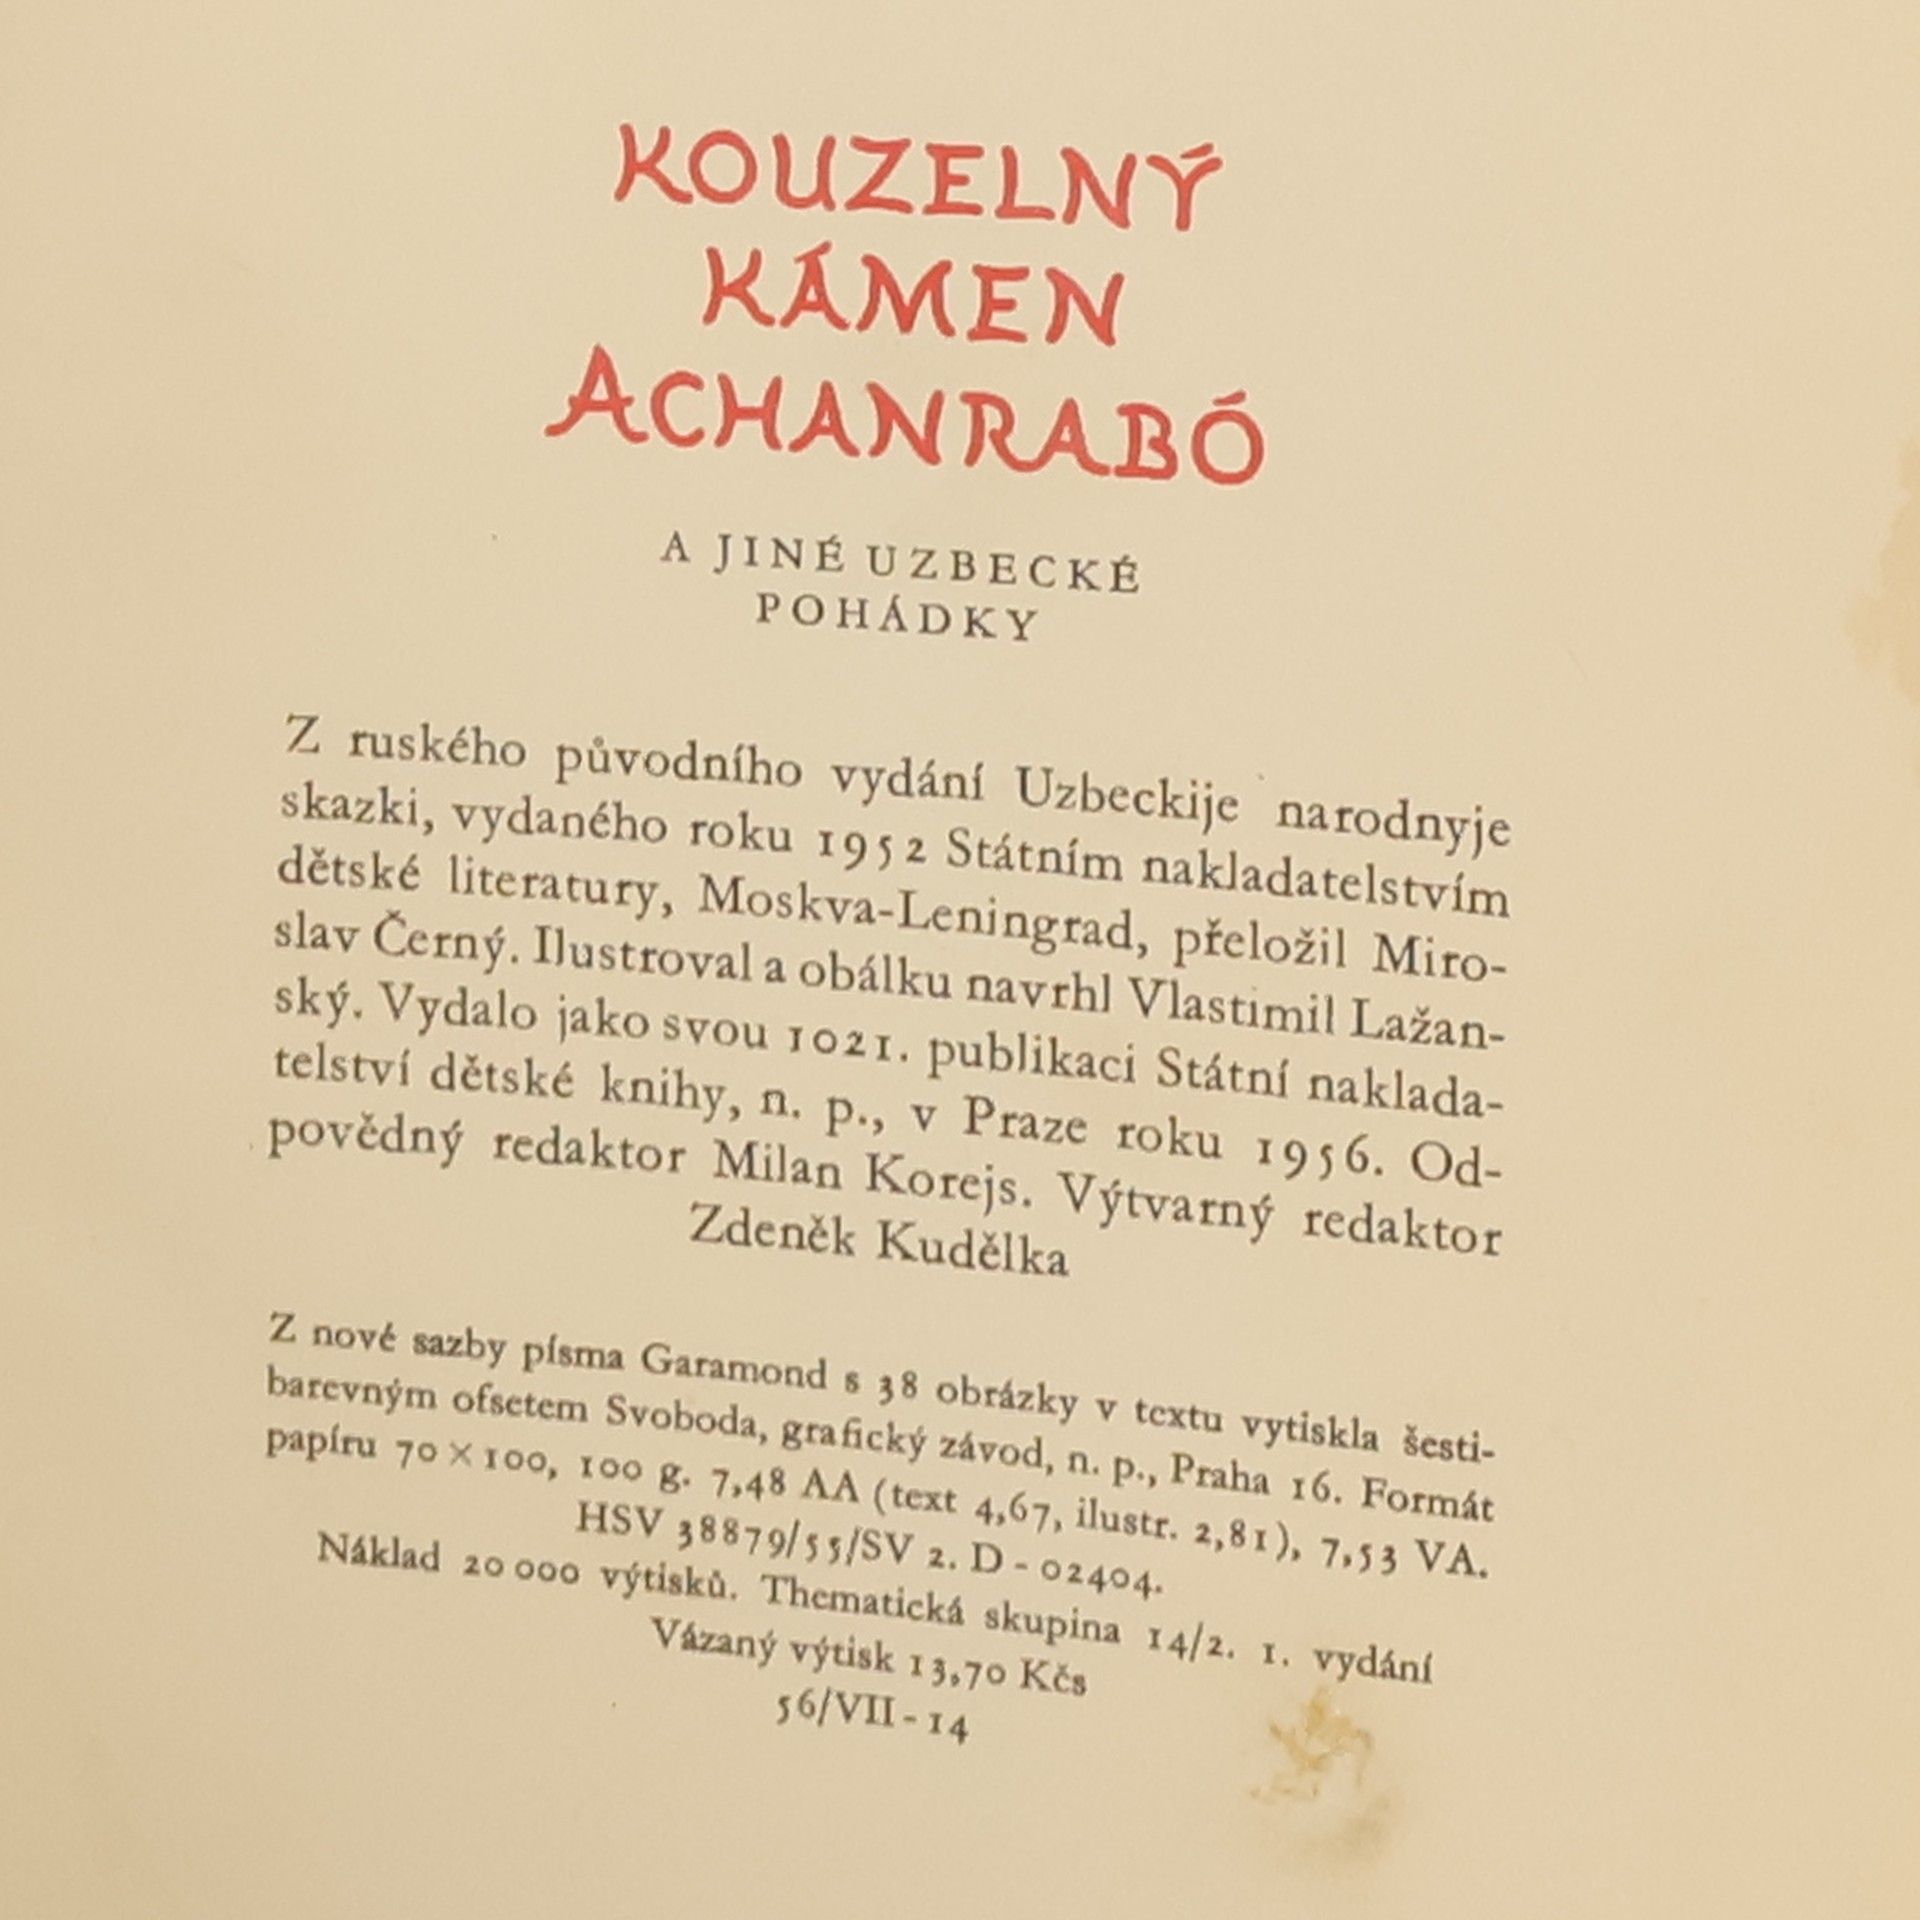 KOUZELNÝ
KÁMEN
ACHANRABÓ
A JINÉ UZBECKÉ
POHÁDKY
Z ruského původního vydání Uzbeckije narodnyje
skazki, vydaného roku 1952 Státním nakladatelstvím
dětské literatury, Moskva-Leningrad, přeložil Miro-
slav Černý. Ilustroval a obálku navrhl Vlastimil Lažan-
ský. Vydalo jako svou 1021. publikaci Státní naklada-
telství dětské knihy, n. p., v Praze roku 1956. Od-
povědný redaktor Milan Korejs. Výtvarný redaktor
Zdeněk Kudělka
Z nové sazby písma Garamond s 38 obrázky v textu vytiskla šesti-
barevným ofsetem Svoboda, grafický závod, n. p., Praha 16. Formát
papíru 70 × 100, 100 g. 7,48 AA (text 4,67, ilustr. 2,81), 7,53 VA.
HSV 38879/55/SV 2. D - 02404.
Náklad 20 000 výtisků. Thematická skupina 14/2. 1. vydání
Vázaný výtisk 13,70 Kčs
56/VII - 14